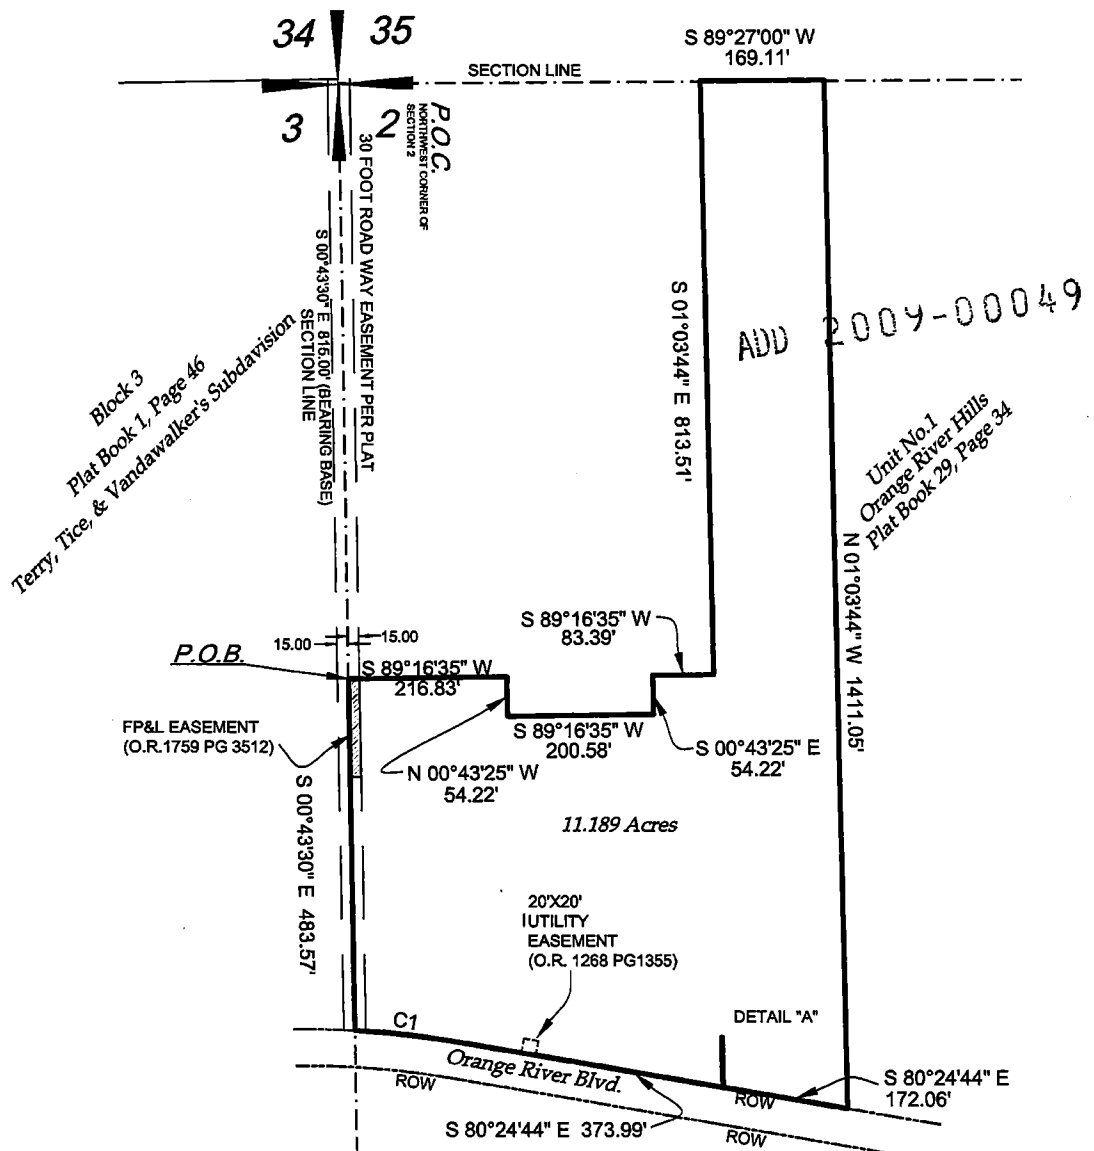 34
35
S 89°27'00" W
169.11'
SECTION LINE
3
2
P.O.C.
NORTHWEST CORNER OF
SECTION 2
30 FOOT ROAD WAY EASEMENT PER PLAT
S 00°43'30" E 815.00' (BEARING BASE)
SECTION LINE
Block 3
Plat Book 1, Page 46
Terry, Tice, & Vandawalker's Subdavision
S 01°03'44" E 813.51'
ADD 2009-00049
Unit No.1
Orange River Hills
Plat Book 29, Page 34
N 01°03'44" W 1411.05'
S 89°16'35" W
83.39'
15.00
15.00
P.O.B.
S 89°16'35" W
216.83'
FP&L EASEMENT
(O.R.1759 PG 3512)
S 89°16'35" W
200.58'
S 00°43'25" E
54.22'
N 00°43'25" W
54.22'
S 00°43'30" E 483.57'
11.189 Acres
20'X20'
UTILITY
EASEMENT
(O.R. 1268 PG1355)
C1
DETAIL "A"
Orange River Blvd.
ROW
ROW
S 80°24'44" E
172.06'
S 80°24'44" E 373.99'
ROW